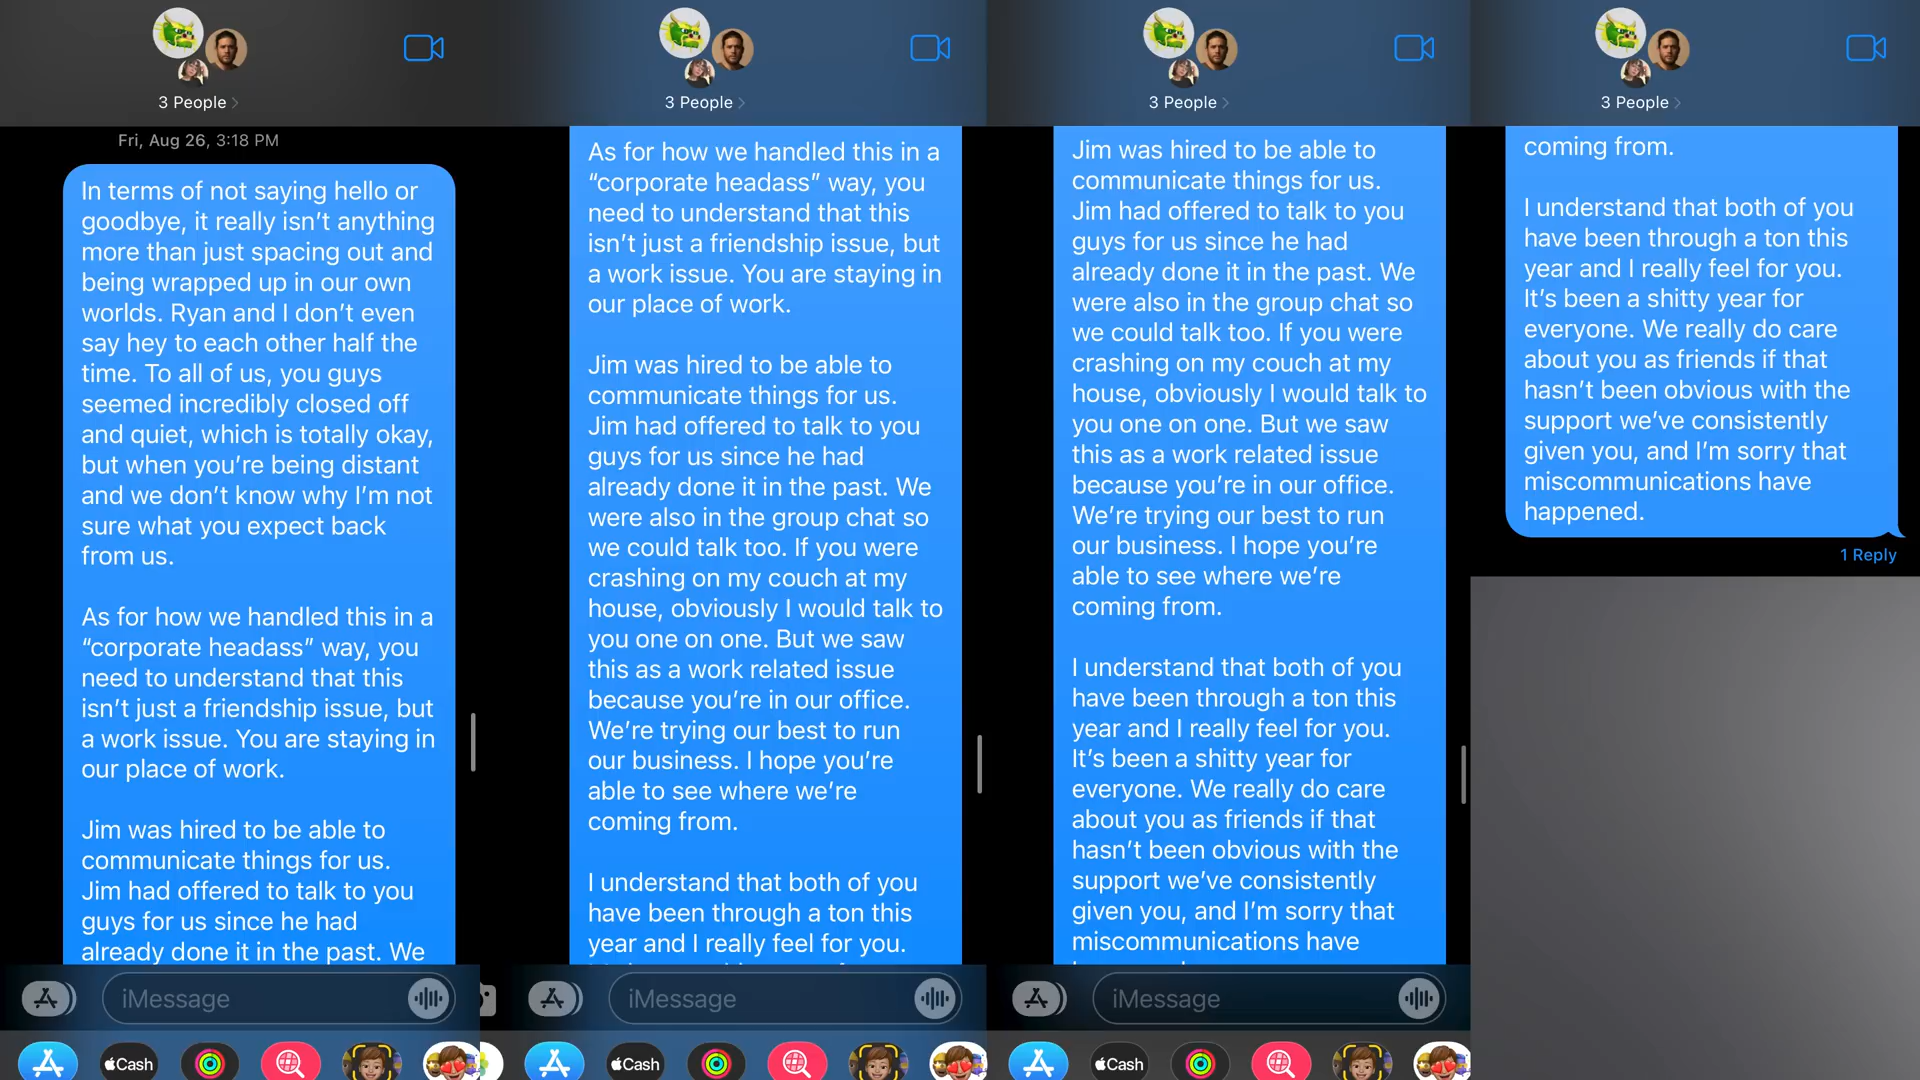 3 People
Fri, Aug 26, 3:18 PM
In terms of not saying hello or
goodbye, it really isn't anything
more than just spacing out and
being wrapped up in our own
worlds. Ryan and I don't even
say hey to each other half the
time. To all of us, you guys
seemed incredibly closed off
and quiet, which is totally okay,
but when you're being distant
and we don't know why I'm not
sure what you expect back
from us.
As for how we handled this in a
“corporate headass” way, you
need to understand that this
isn't just a friendship issue, but
a work issue. You are staying in
our place of work.
Jim was hired to be able to
communicate things for us.
Jim had offered to talk to you
guys for us since he had
already done it in the past. We
iMessage
Cash
3 People
As for how we handled this in a
“corporate headass” way, you
need to understand that this
isn't just a friendship issue, but
a work issue. You are staying in
our place of work.
Jim was hired to be able to
communicate things for us.
Jim had offered to talk to you
guys for us since he had
already done it in the past. We
were also in the group chat so
we could talk too. If you were
crashing on my couch at my
house, obviously I would talk to
you one on one. But we saw
this as a work related issue
because you're in our office.
We're trying our best to run
our business. I hope you're
able to see where we're
coming from.
I understand that both of you
have been through a ton this
year and I really feel for you.
iMessage
Cash
3 People
Jim was hired to be able to
communicate things for us.
Jim had offered to talk to you
guys for us since he had
already done it in the past. We
were also in the group chat so
we could talk too. If you were
crashing on my couch at my
house, obviously I would talk to
you one on one. But we saw
this as a work related issue
because you're in our office.
We're trying our best to run
our business. I hope you're
able to see where we're
coming from.
I understand that both of you
have been through a ton this
year and I really feel for you.
It's been a shitty year for
everyone. We really do care
about you as friends if that
hasn't been obvious with the
support we've consistently
given you, and I'm sorry that
miscommunications have
iMessage
Cash
3 People
coming from.
I understand that both of you
have been through a ton this
year and I really feel for you.
It's been a shitty year for
everyone. We really do care
about you as friends if that
hasn't been obvious with the
support we've consistently
given you, and I'm sorry that
miscommunications have
happened.
1 Reply